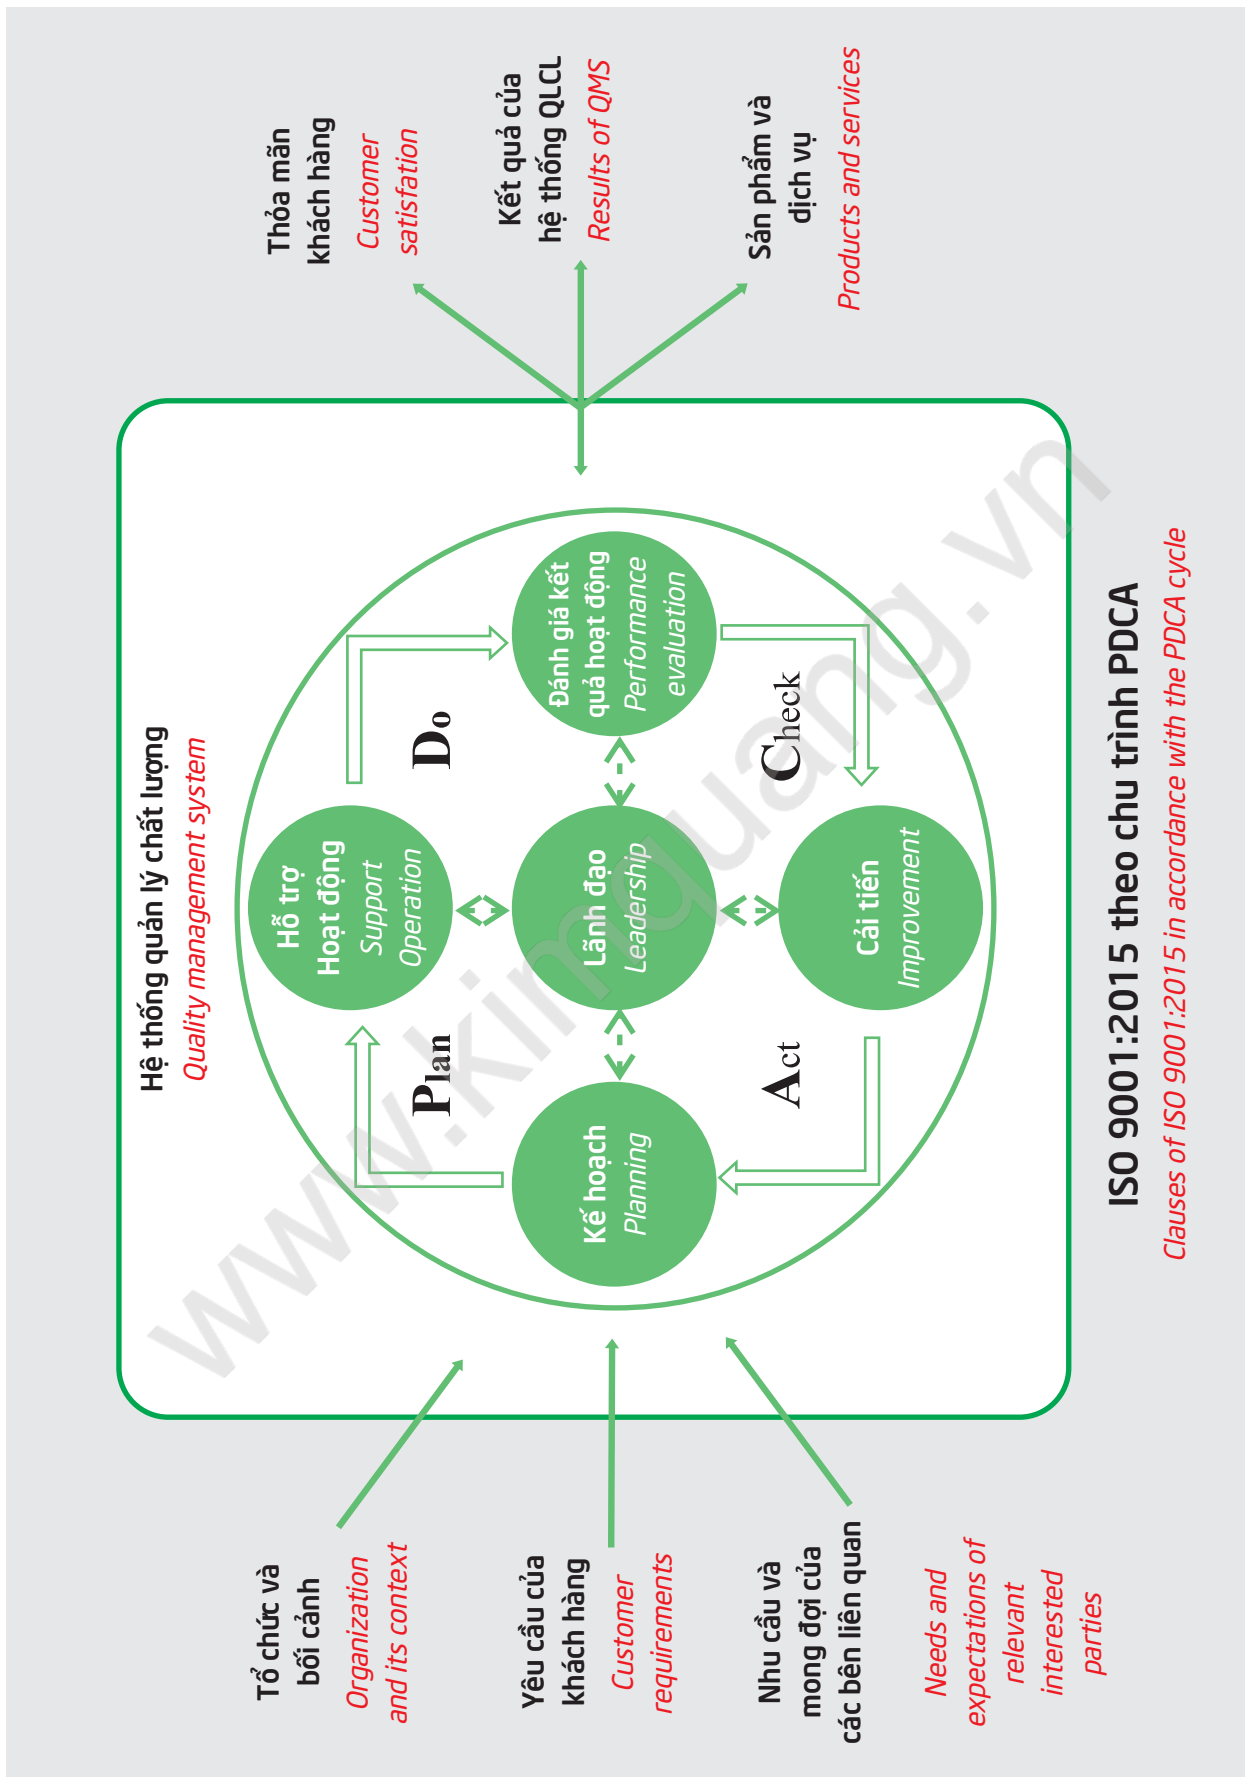 Hệ thống quản lý chất lượng
Quality management system
Tổ chức và
bối cảnh
Organization
and its context
Yêu cầu của
khách hàng
Customer
requirements
Nhu cầu và
mong đợi của
các bên liên quan
Needs and
expectations of
relevant
interested
parties
Plan
Hỗ trợ
Hoạt động
Support
Operation
Do
Kế hoạch
Planning
Lãnh đạo
Leadership
Đánh giá kết
quả hoạt động
Performance
evaluation
Act
Cải tiến
Improvement
Check
Thỏa mãn
khách hàng
Customer
satisfation
Kết quả của
hệ thống QLCL
Results of QMS
Sản phẩm và
dịch vụ
Products and services
ISO 9001:2015 theo chu trình PDCA
Clauses of ISO 9001:2015 in accordance with the PDCA cycle
www.kimquang.vn